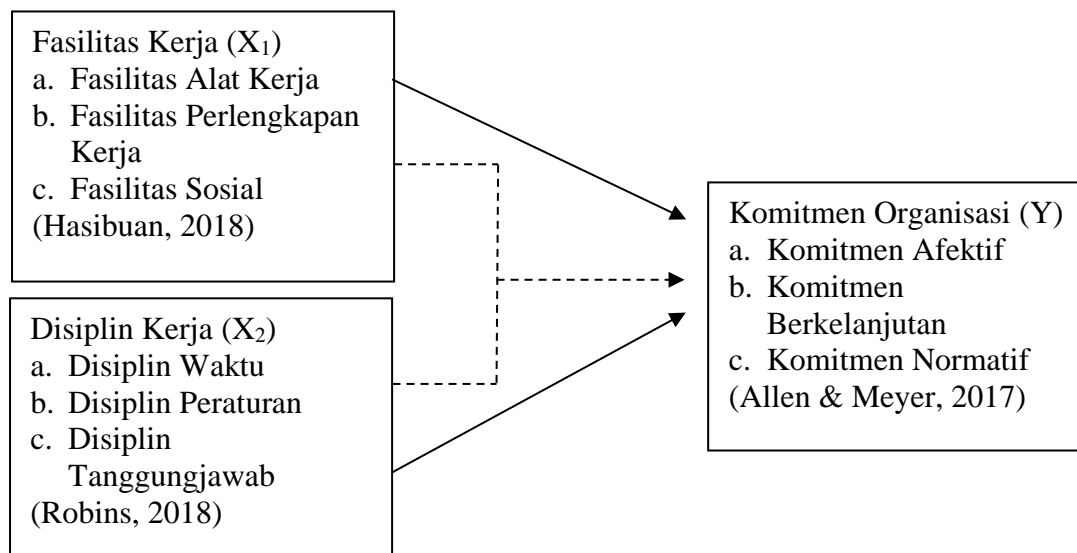 Fasilitas Kerja (X₁)
a. Fasilitas Alat Kerja
b. Fasilitas Perlengkapan
Kerja
c. Fasilitas Sosial
(Hasibuan, 2018)
Disiplin Kerja (X₂)
a. Disiplin Waktu
b. Disiplin Peraturan
c. Disiplin
Tanggungjawab
(Robins, 2018)
Komitmen Organisasi (Y)
a. Komitmen Afektif
b. Komitmen
Berkelanjutan
c. Komitmen Normatif
(Allen & Meyer, 2017)